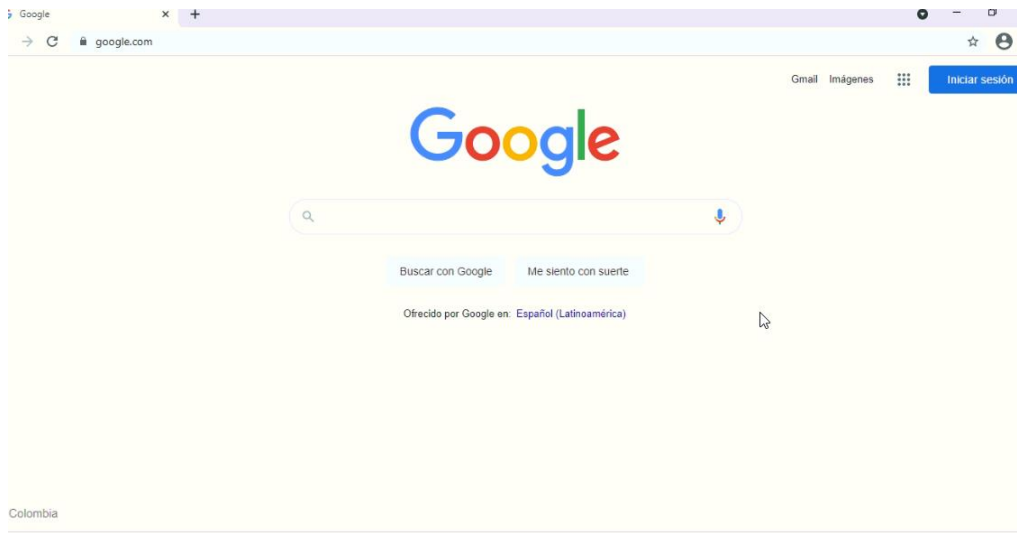 Google
google.com
Gmail Imágenes Iniciar sesión
Google
Buscar con Google Me siento con suerte
Ofrecido por Google en: Español (Latinoamérica)
Colombia